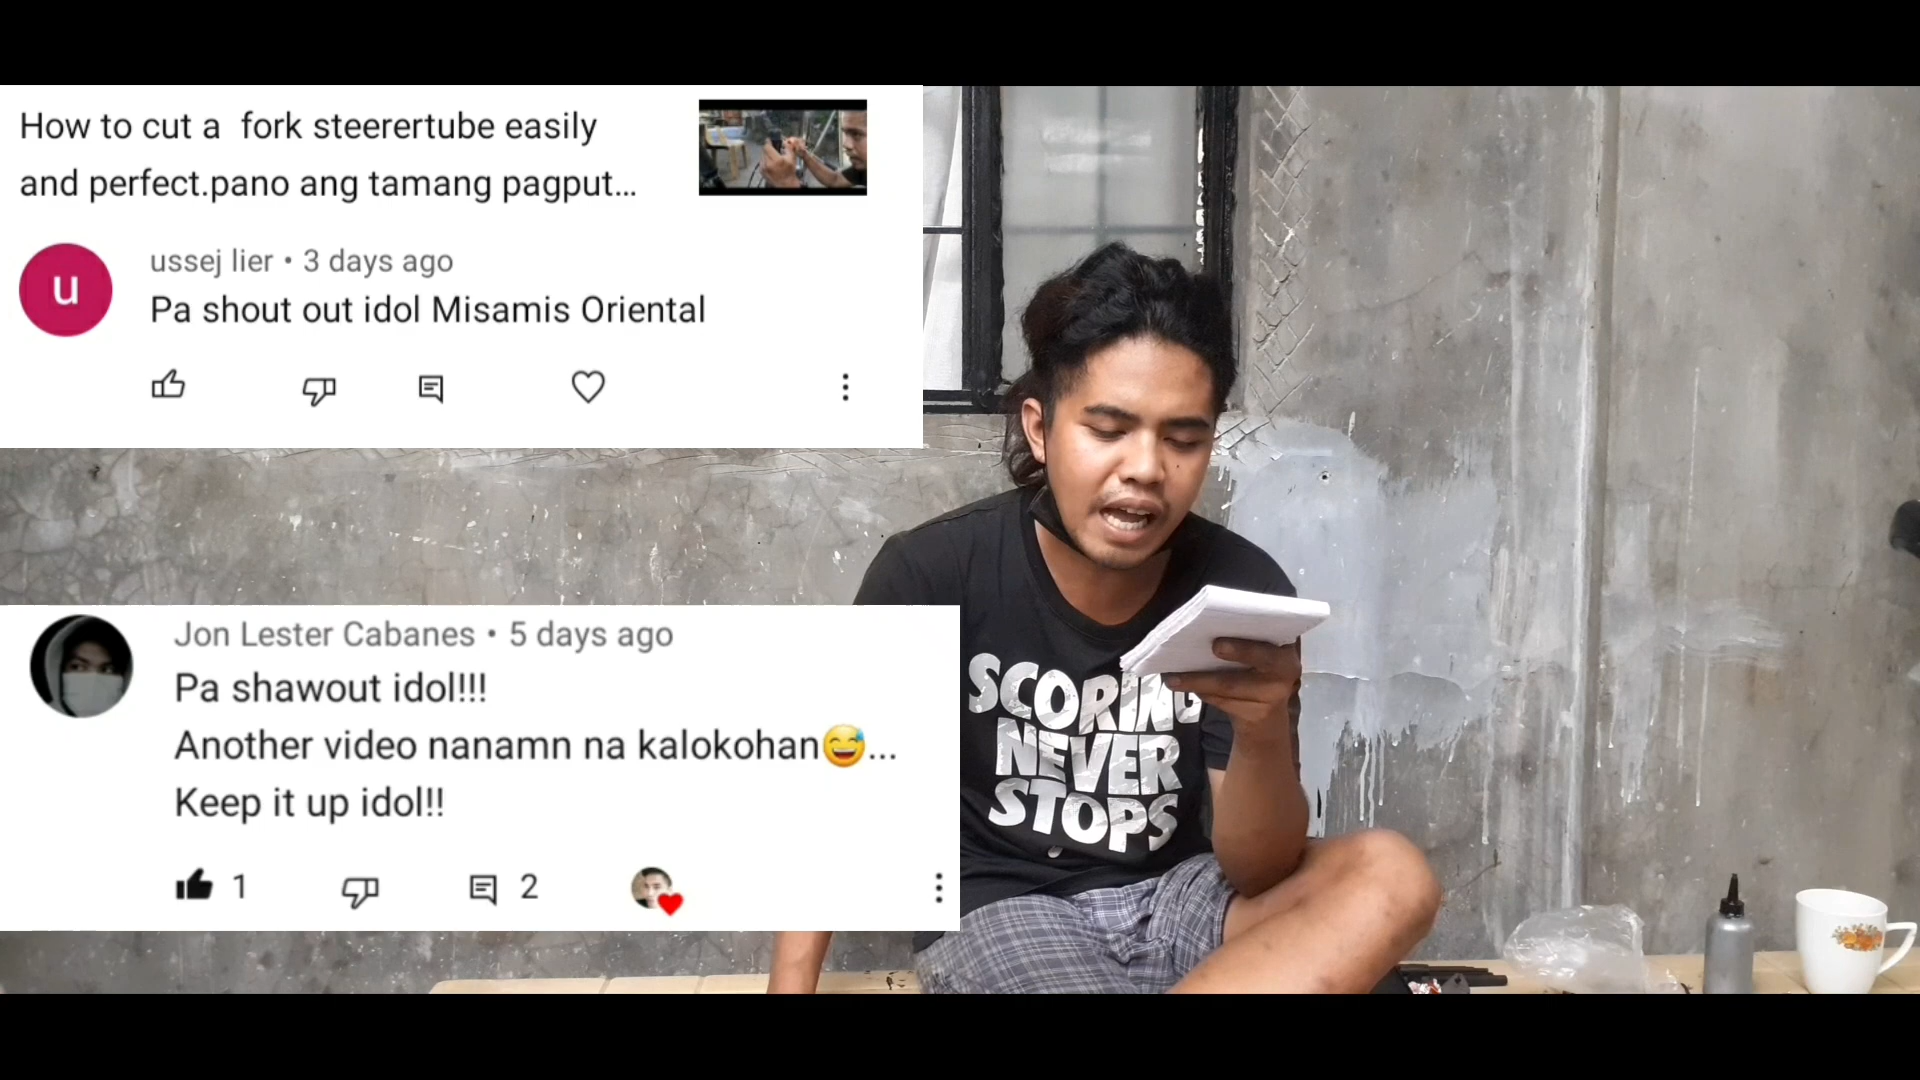 How to cut a  fork steerertube easily
and perfect.pano ang tamang pagput...
u
ussej lier • 3 days ago
Pa shout out idol Misamis Oriental
Jon Lester Cabanes • 5 days ago
Pa shawout idol!!!
Another video nanamn na kalokohan😅...
Keep it up idol!!
1
2
SCORING
NEVER
STOPS